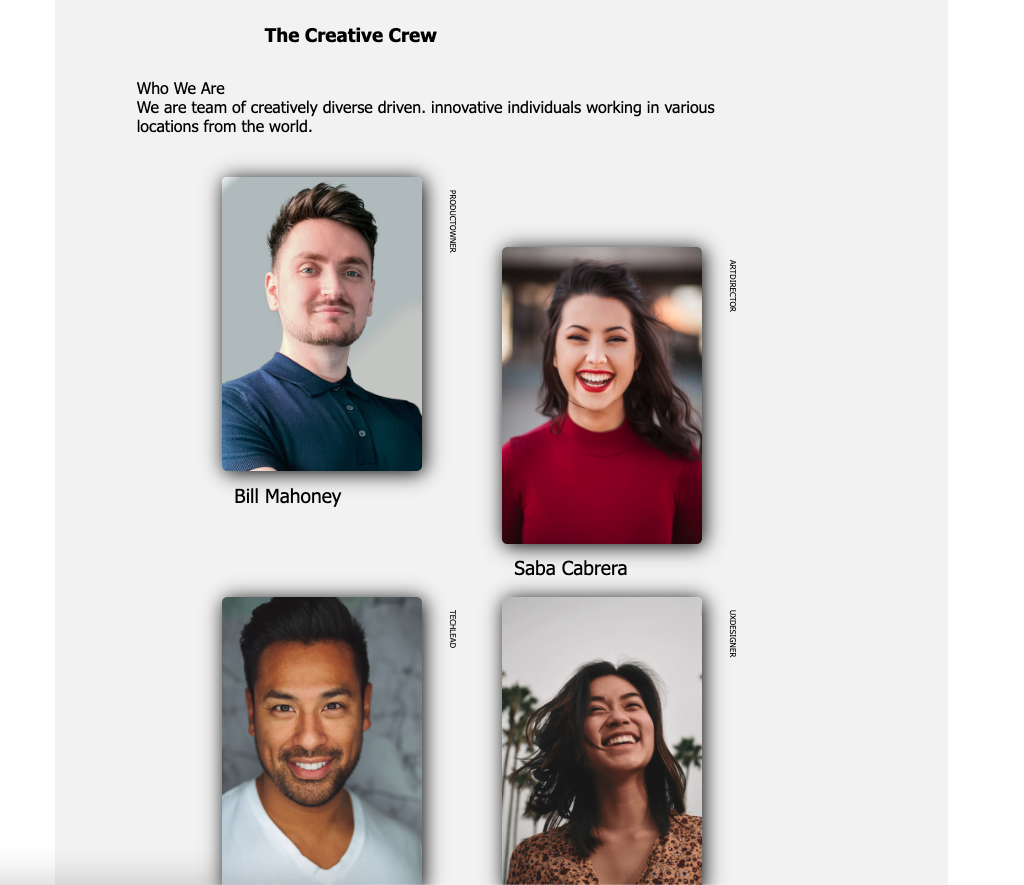 The Creative Crew
Who We Are
We are team of creatively diverse driven. innovative individuals working in various
locations from the world.
PRODUCTOWNER
Bill Mahoney
ARTDIRECTOR
Saba Cabrera
TECHLEAD
UXDESIGNER